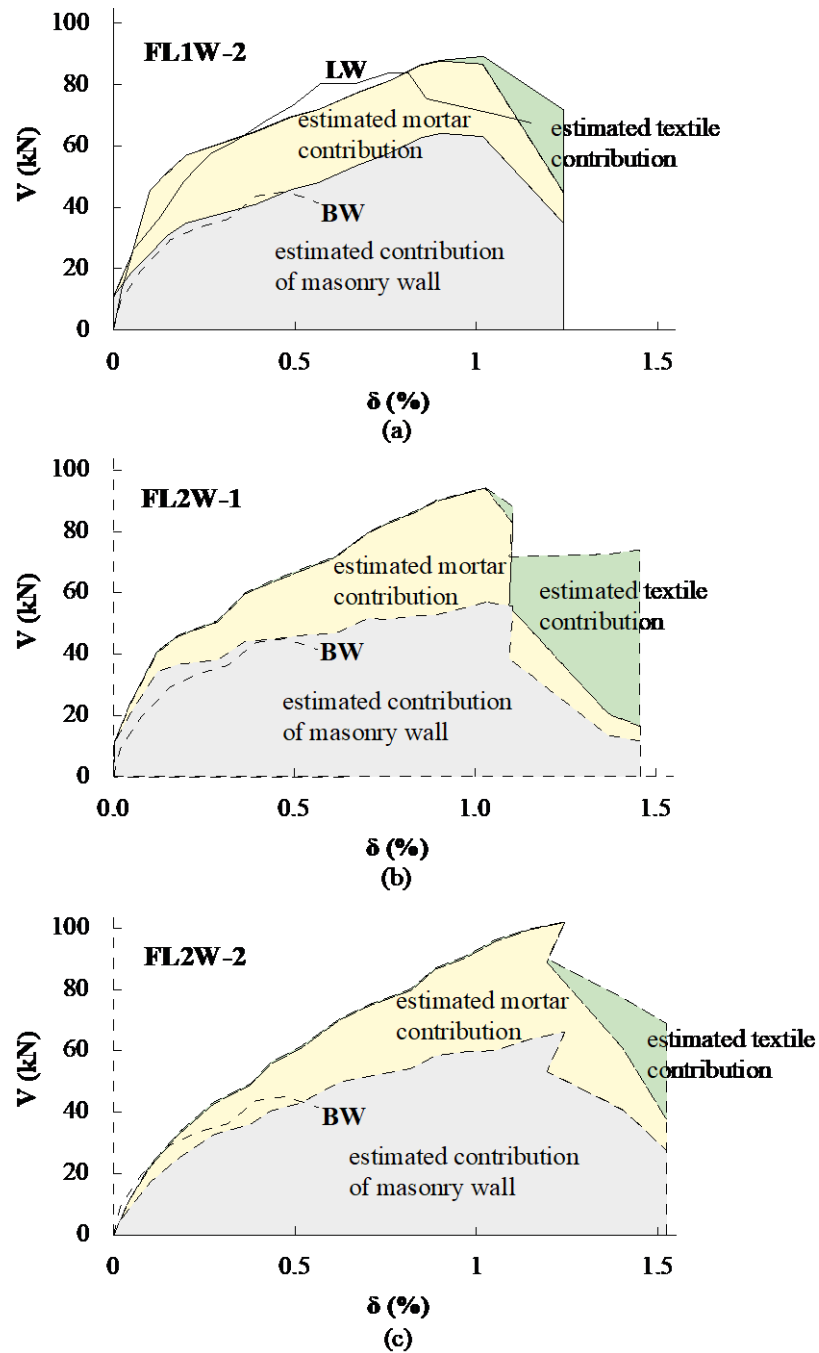 100
FL1W-2
LW
80
estimated mortar
contribution
estimated textile
contribution
60
V (kN)
40
BW
estimated contribution
of masonry wall
20
0
0
0.5
1
1.5
δ (%)
(a)
100
FL2W-1
80
estimated mortar
contribution
estimated textile
contribution
60
V (kN)
40
BW
estimated contribution
of masonry wall
20
0
0.0
0.5
1.0
1.5
δ (%)
(b)
100
FL2W-2
80
estimated mortar
contribution
estimated textile
contribution
60
V (kN)
40
BW
estimated contribution
of masonry wall
20
0
0
0.5
1
1.5
δ (%)
(c)